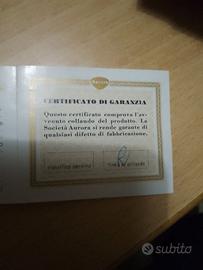 CERTIFICATO DI GARANZIA
Questo certificato comprova l'av-
venuto collaudo del prodotto. La
Società Aurora si rende garante di
qualsiasi difetto di fabbricazione.
subito